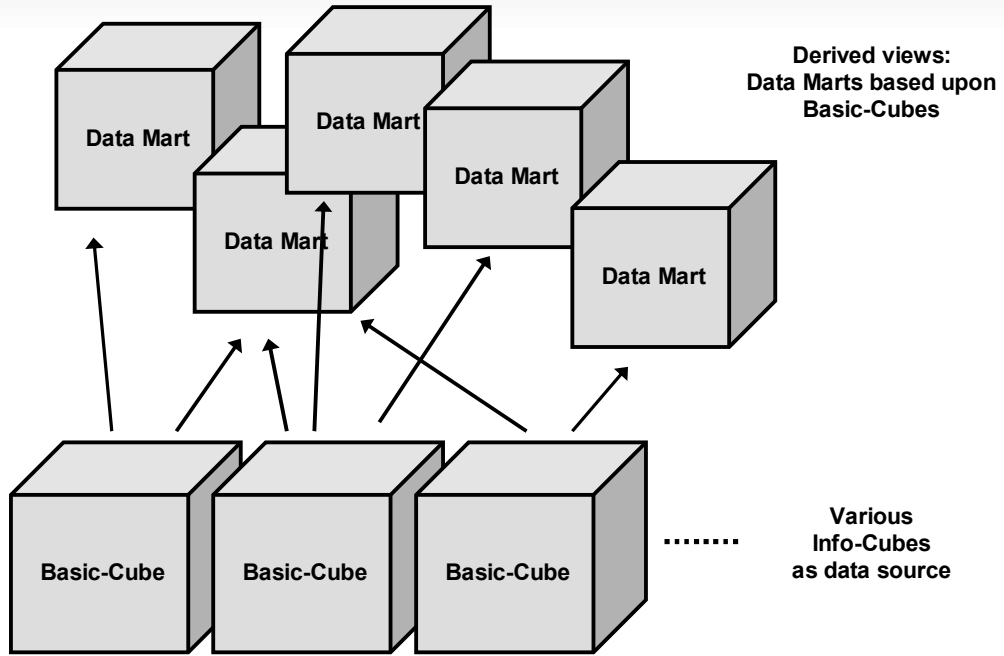 Derived views:
Data Marts based upon
Basic-Cubes
Data Mart
Data Mart
Data Mart
Data Mart
Data Mart
Basic-Cube
Basic-Cube
Basic-Cube
Various
Info-Cubes
as data source